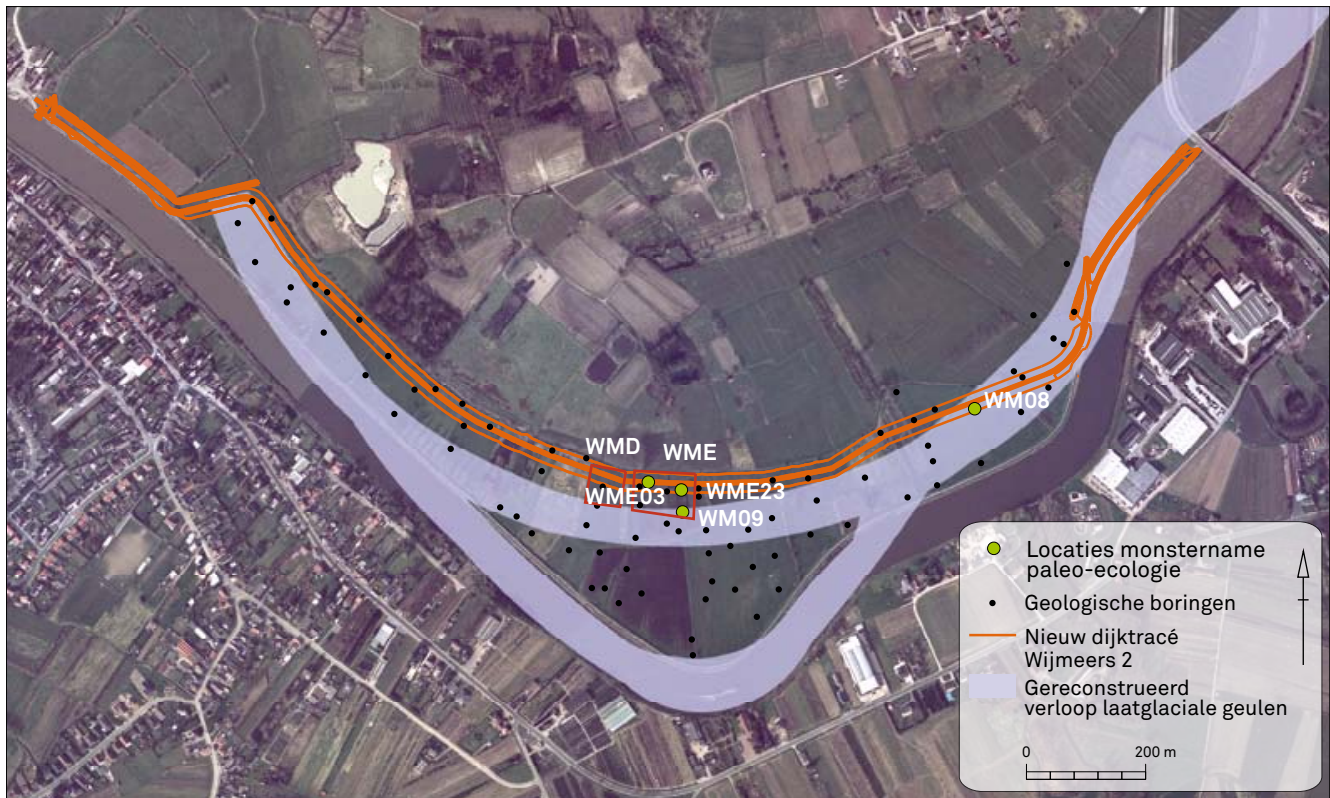 WM08
WMD
WME
WME03
WME23
WM09
Locaties monstername
paleo-ecologie
Geologische boringen
Nieuw dijktracé
Wijmeers 2
Gereconstrueerd
verloop laatglaciale geulen
0 200 m